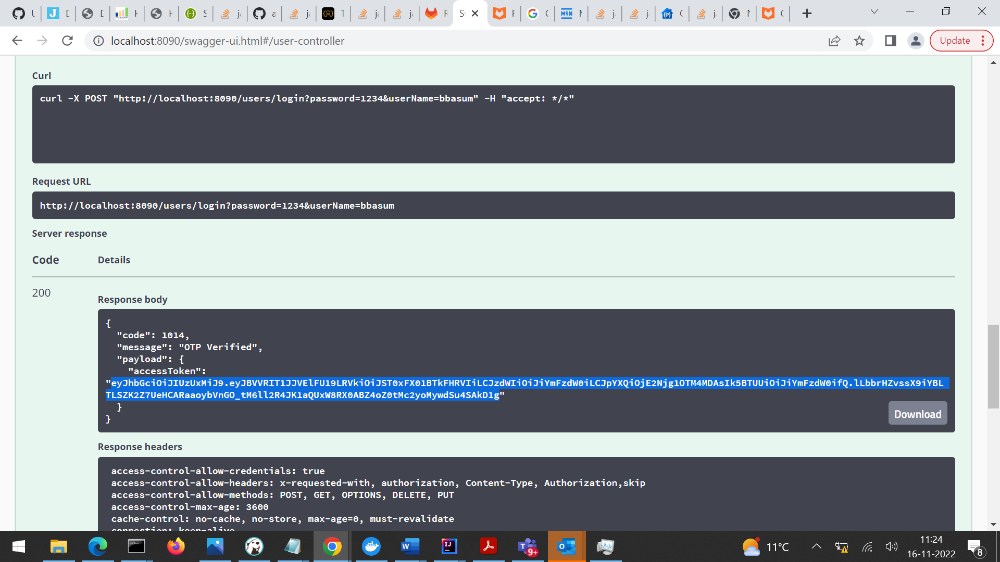 localhost:8090/swagger-ui.html#/user-controller
Update
Curl
curl -X POST "http://localhost:8090/users/login?password=1234&userName=bbasum" -H "accept: */*"
Request URL
http://localhost:8090/users/login?password=1234&userName=bbasum
Server response
Code Details
200
Response body
{
"code": 1014,
"message": "OTP Verified",
"payload": {
"accessToken":
"eyJhbGciOiJIUzUxMiJ9.eyJBVVRIT1JJVElFUI9LRVkiOiJST0xFX01BTkFHRVIiLCJzdWIiOiJiYmFzdW0iLCJpYXQiOjE2Njg1OTM4MDAsIk5BTUUiOiJiYmFzdW0ifQ.lLbbrHZvssX9iYBL
TLSZK2Z7UeHCARaaoybVnGO_tM6ll2R4JK1aQUxW8RX0ABZ4oZ0tMc2yoMywdSu4SAkD1g"
}
}
Download
Response headers
access-control-allow-credentials: true
access-control-allow-headers: x-requested-with, authorization, Content-Type, Authorization,skip
access-control-allow-methods: POST, GET, OPTIONS, DELETE, PUT
access-control-max-age: 3600
cache-control: no-cache, no-store, max-age=0, must-revalidate
connection: keep-alive
11°C
11:24
16-11-2022
8
9+